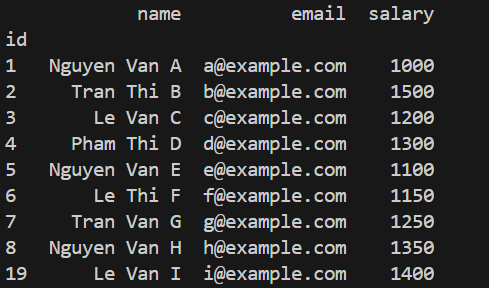 name email salary
id
1 Nguyen Van A a@example.com 1000
2 Tran Thi B b@example.com 1500
3 Le Van C c@example.com 1200
4 Pham Thi D d@example.com 1300
5 Nguyen Van E e@example.com 1100
6 Le Thi F f@example.com 1150
7 Tran Van G g@example.com 1250
8 Nguyen Van H h@example.com 1350
19 Le Van I i@example.com 1400